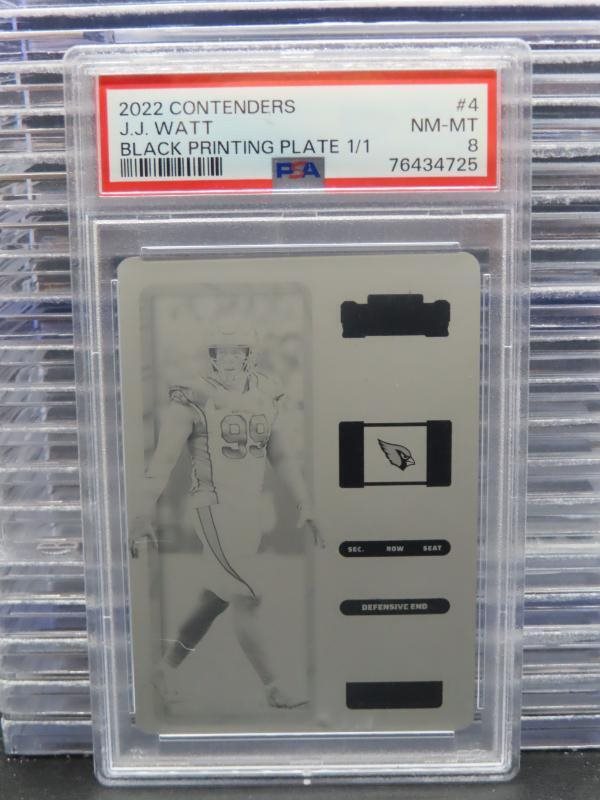 2022 CONTENDERS #4
J.J. WATT NM-MT
BLACK PRINTING PLATE 1/1 8
PSA 76434725
99
SEC. ROW SEAT
DEFENSIVE END